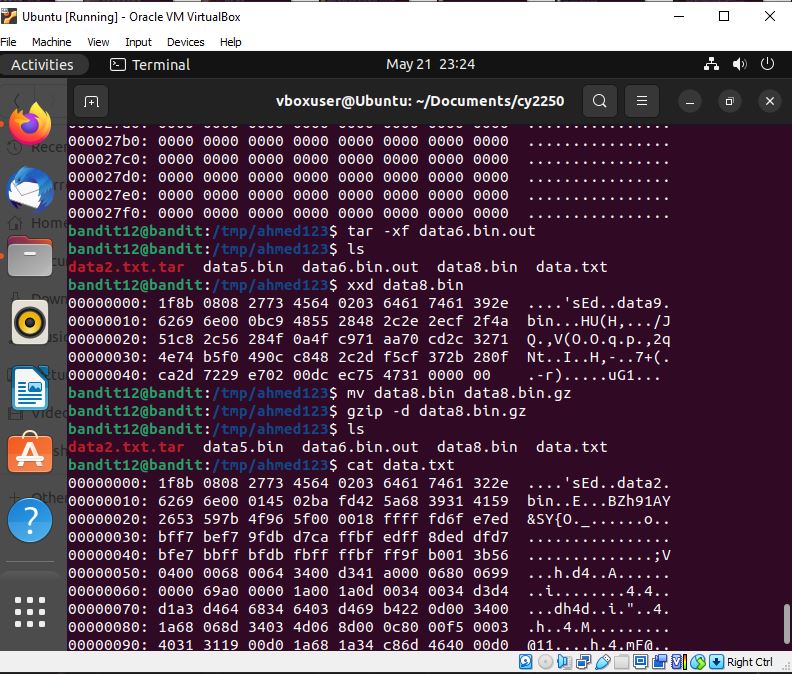 Ubuntu [Running] - Oracle VM VirtualBox
File Machine View Input Devices Help
Activities Terminal May 21 23:24
vboxuser@Ubuntu: ~/Documents/cy2250
000027b0: 0000 0000 0000 0000 0000 0000 0000 0000 ................
000027c0: 0000 0000 0000 0000 0000 0000 0000 0000 ................
000027d0: 0000 0000 0000 0000 0000 0000 0000 0000 ................
000027e0: 0000 0000 0000 0000 0000 0000 0000 0000 ................
000027f0: 0000 0000 0000 0000 0000 0000 0000 0000 ................
bandit12@bandit:/tmp/ahmed123$ tar -xf data6.bin.out
bandit12@bandit:/tmp/ahmed123$ ls
data2.txt.tar data5.bin data6.bin.out data8.bin data.txt
bandit12@bandit:/tmp/ahmed123$ xxd data8.bin
00000000: 1f8b 0808 2773 4564 0203 6461 7461 392e ....'sEd..data9.
00000010: 6269 6e00 0bc9 4855 2848 2c2e 2ecf 2f4a bin...HU(H,.../J
00000020: 51c8 2c56 284f 0a4f c971 aa70 cd2c 3271 Q.,V(O.O.q.p.,2q
00000030: 4e74 b5f0 490c c848 2c2d f5cf 372b 280f Nt..I..H,-..7+(.
00000040: ca2d 7229 e702 00dc ec75 4731 0000 00 .-r).....uG1...
bandit12@bandit:/tmp/ahmed123$ mv data8.bin data8.bin.gz
bandit12@bandit:/tmp/ahmed123$ gzip -d data8.bin.gz
bandit12@bandit:/tmp/ahmed123$ ls
data2.txt.tar data5.bin data6.bin.out data8.bin data.txt
bandit12@bandit:/tmp/ahmed123$ cat data.txt
00000000: 1f8b 0808 2773 4564 0203 6461 7461 322e ....'sEd..data2.
00000010: 6269 6e00 0145 02ba fd42 5a68 3931 4159 bin..E...BZh91AY
00000020: 2653 597b 4f96 5f00 0018 ffff fd6f e7ed &SY{O._......o..
00000030: bff7 bef7 9fdb d7ca ffbf edff 8ded dfd7 ................
00000040: bfe7 bbff bfdb fbff ffbf ff9f b001 3b56 ..............;V
00000050: 0400 0068 0064 3400 d341 a000 0680 0699 ...h.d4..A......
00000060: 0000 69a0 0000 1a00 1a0d 0034 0034 d3d4 ..i........4.4..
00000070: d1a3 d464 6834 6403 d469 b422 0d00 3400 ...dh4d..i."..4.
00000080: 1a68 068d 3403 4d06 8d00 0c80 00f5 0003 .h..4.M.........
00000090: 4031 3119 00d0 1a68 1a34 c86d 4640 00d0 @11....h.4.mF@..
Right Ctrl